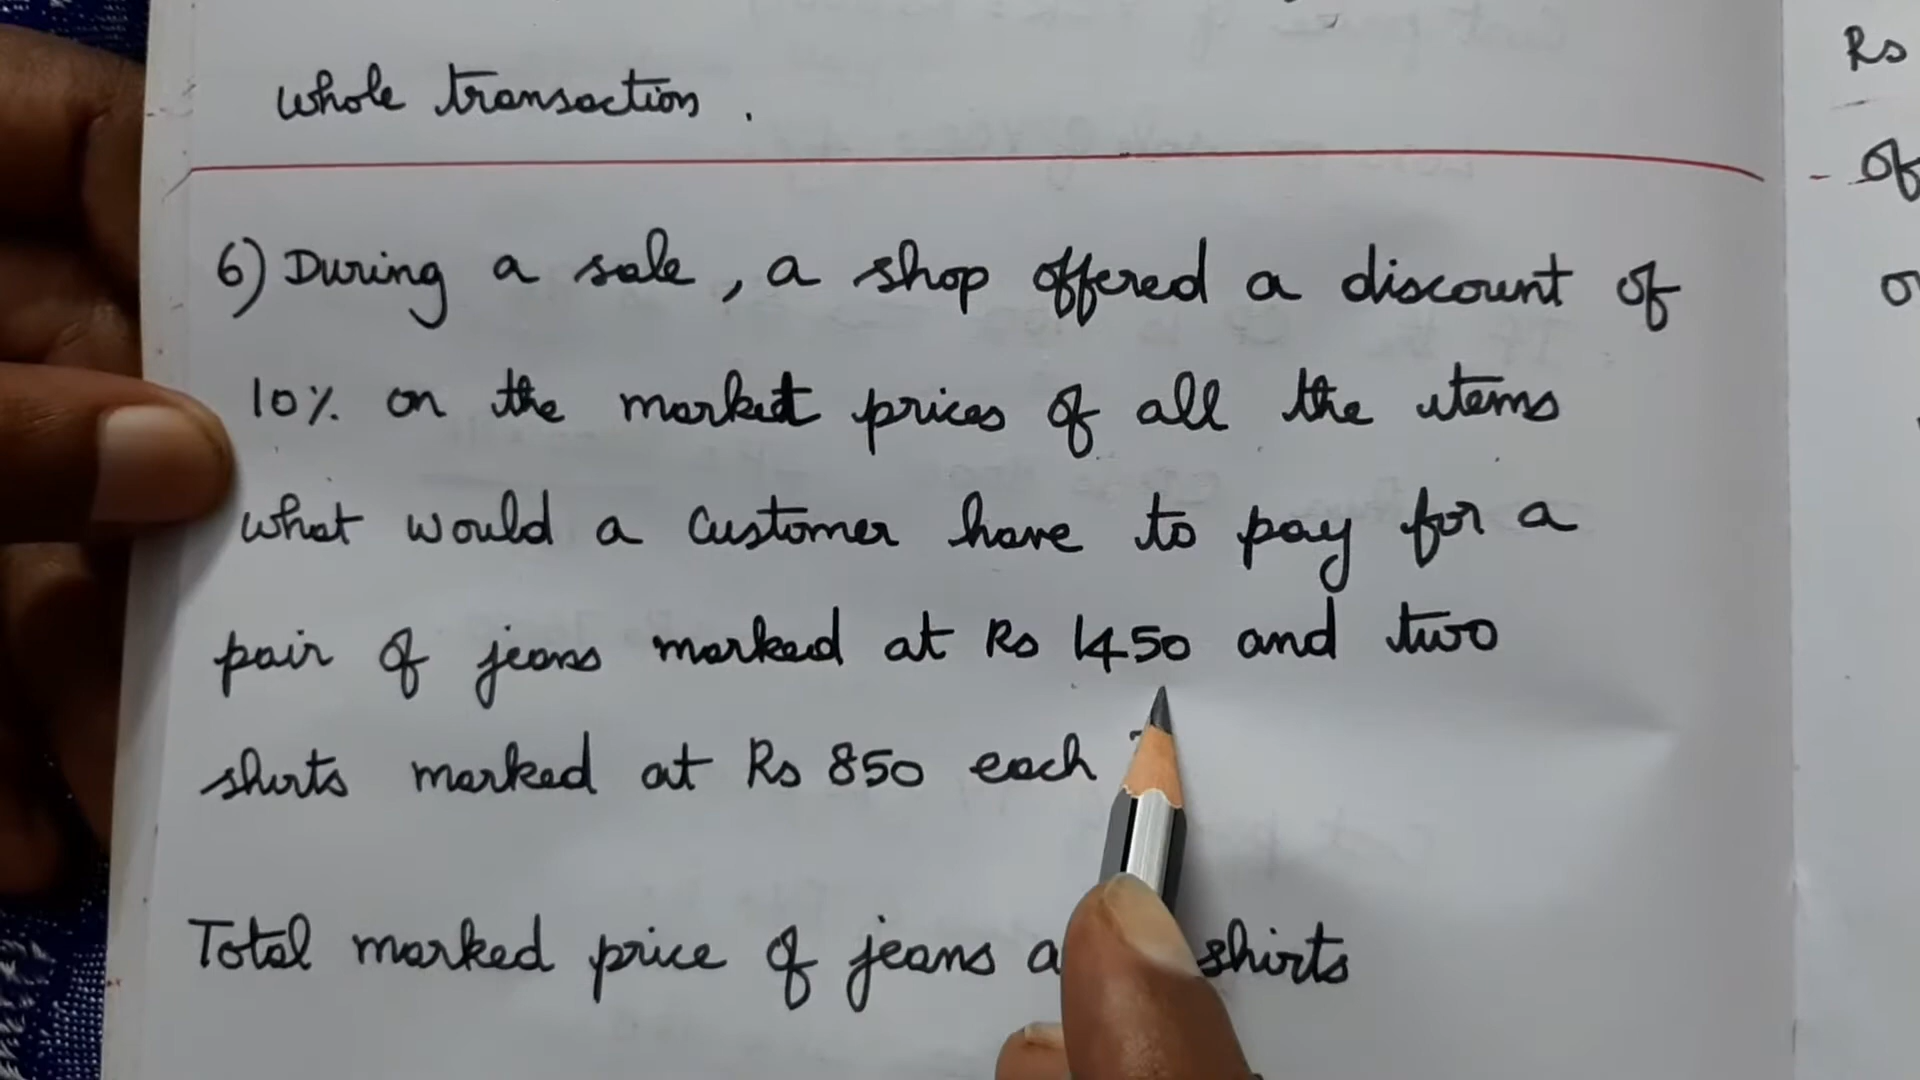 whole transaction.
Rs
- of
6) During a sale, a shop offered a discount of
10% on the market prices of all the items
what would a customer have to pay for a
pair of jeans marked at Rs 1450 and two
shirts marked at Rs 850 each
Total marked price of jeans a shirts